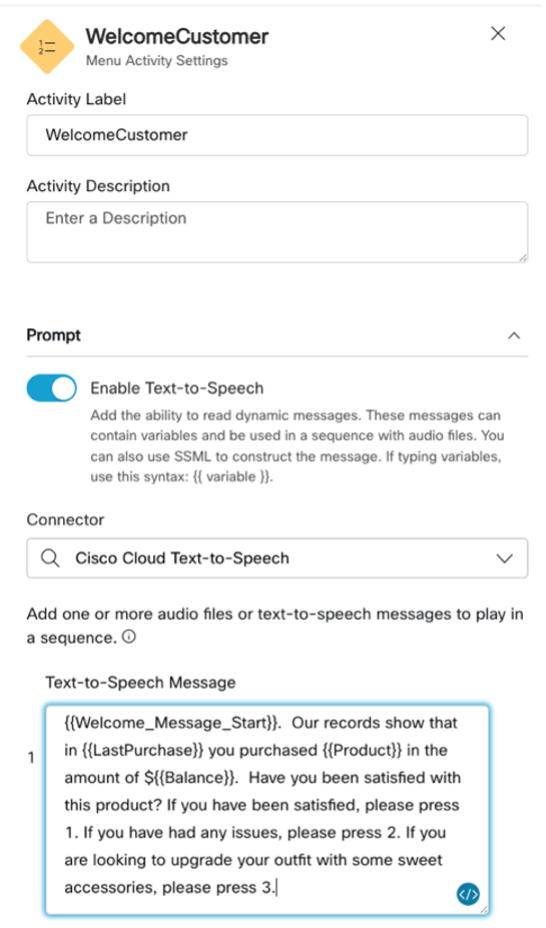 WelcomeCustomer
Menu Activity Settings
Activity Label
WelcomeCustomer
Activity Description
Enter a Description
Prompt
Enable Text-to-Speech
Add the ability to read dynamic messages. These messages can
contain variables and be used in a sequence with audio files. You
can also use SSML to construct the message. If typing variables,
use this syntax: {{ variable }}.
Connector
Cisco Cloud Text-to-Speech
Add one or more audio files or text-to-speech messages to play in
a sequence.
Text-to-Speech Message
1
{{Welcome_Message_Start}}.  Our records show that
in {{LastPurchase}} you purchased {{Product}} in the
amount of ${{Balance}}.  Have you been satisfied with
this product? If you have been satisfied, please press
1. If you have had any issues, please press 2. If you
are looking to upgrade your outfit with some sweet
accessories, please press 3.